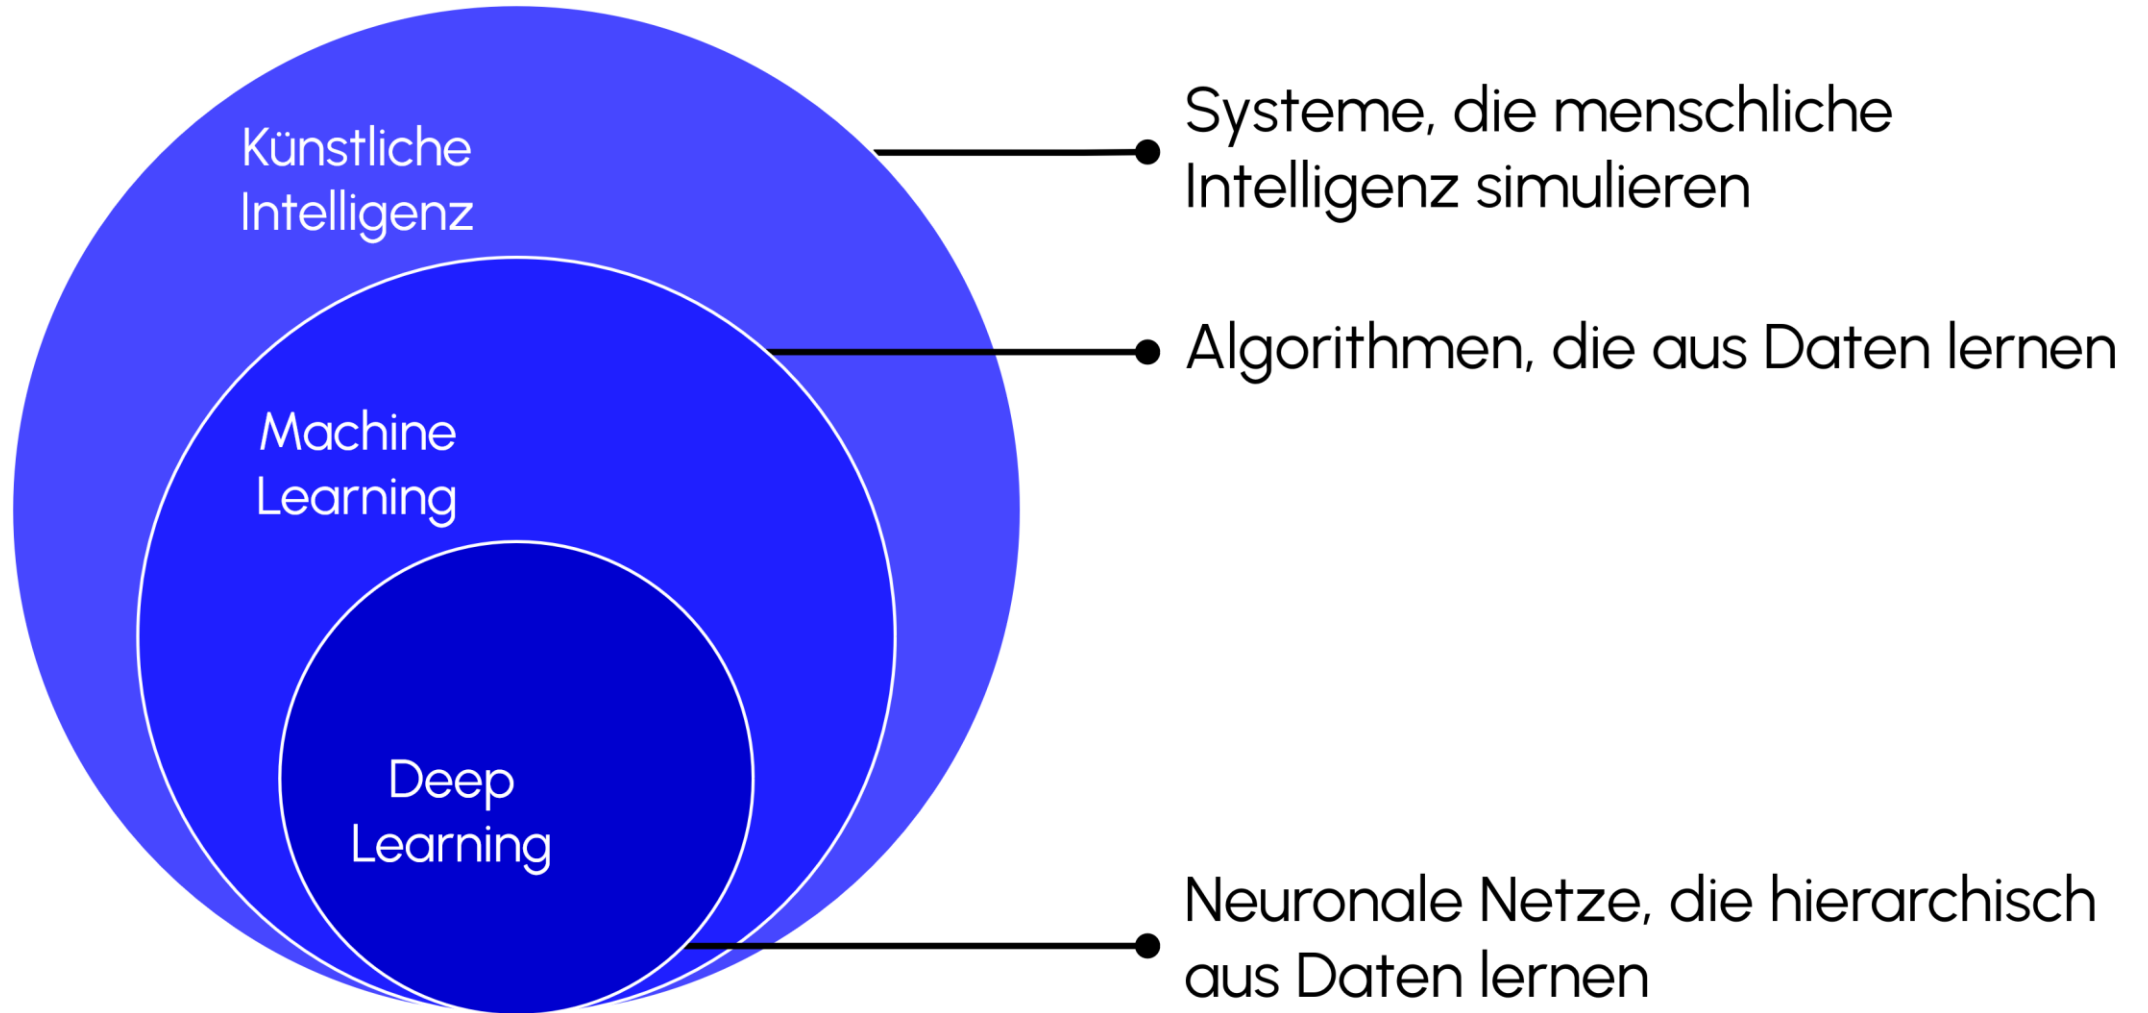 Künstliche
Intelligenz
Systeme, die menschliche
Intelligenz simulieren
Algorithmen, die aus Daten lernen
Machine
Learning
Deep
Learning
Neuronale Netze, die hierarchisch
aus Daten lernen